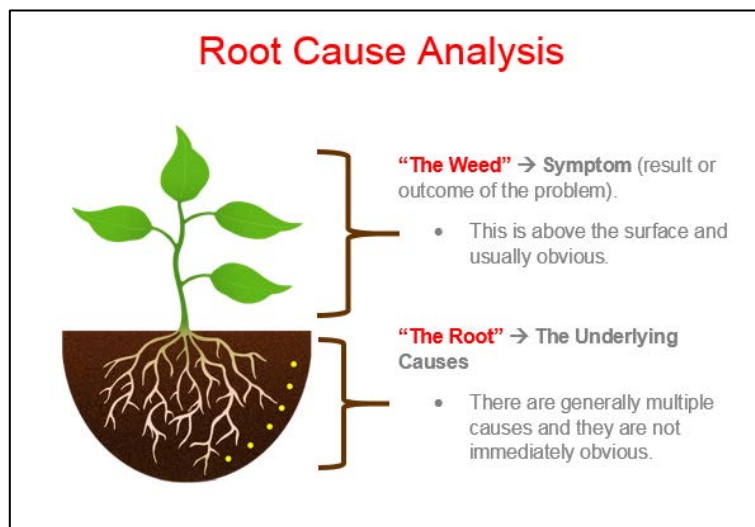 Root Cause Analysis
“The Weed” → Symptom (result or
outcome of the problem).
• This is above the surface and
usually obvious.
“The Root” → The Underlying
Causes
• There are generally multiple
causes and they are not
immediately obvious.